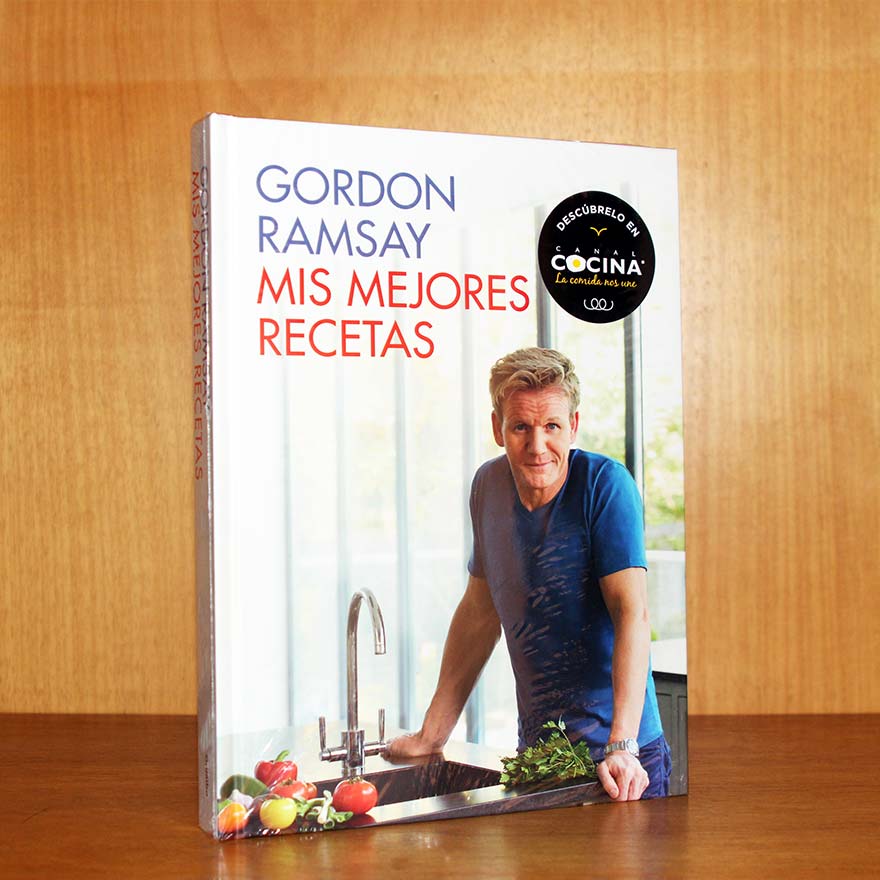 GORDON
RAMSAY
MIS MEJORES
RECETAS
DESCÚBRELO EN
CANAL
COCINA
La comida nos une
GORDON RAMSAY
MIS MEJORES RECETAS